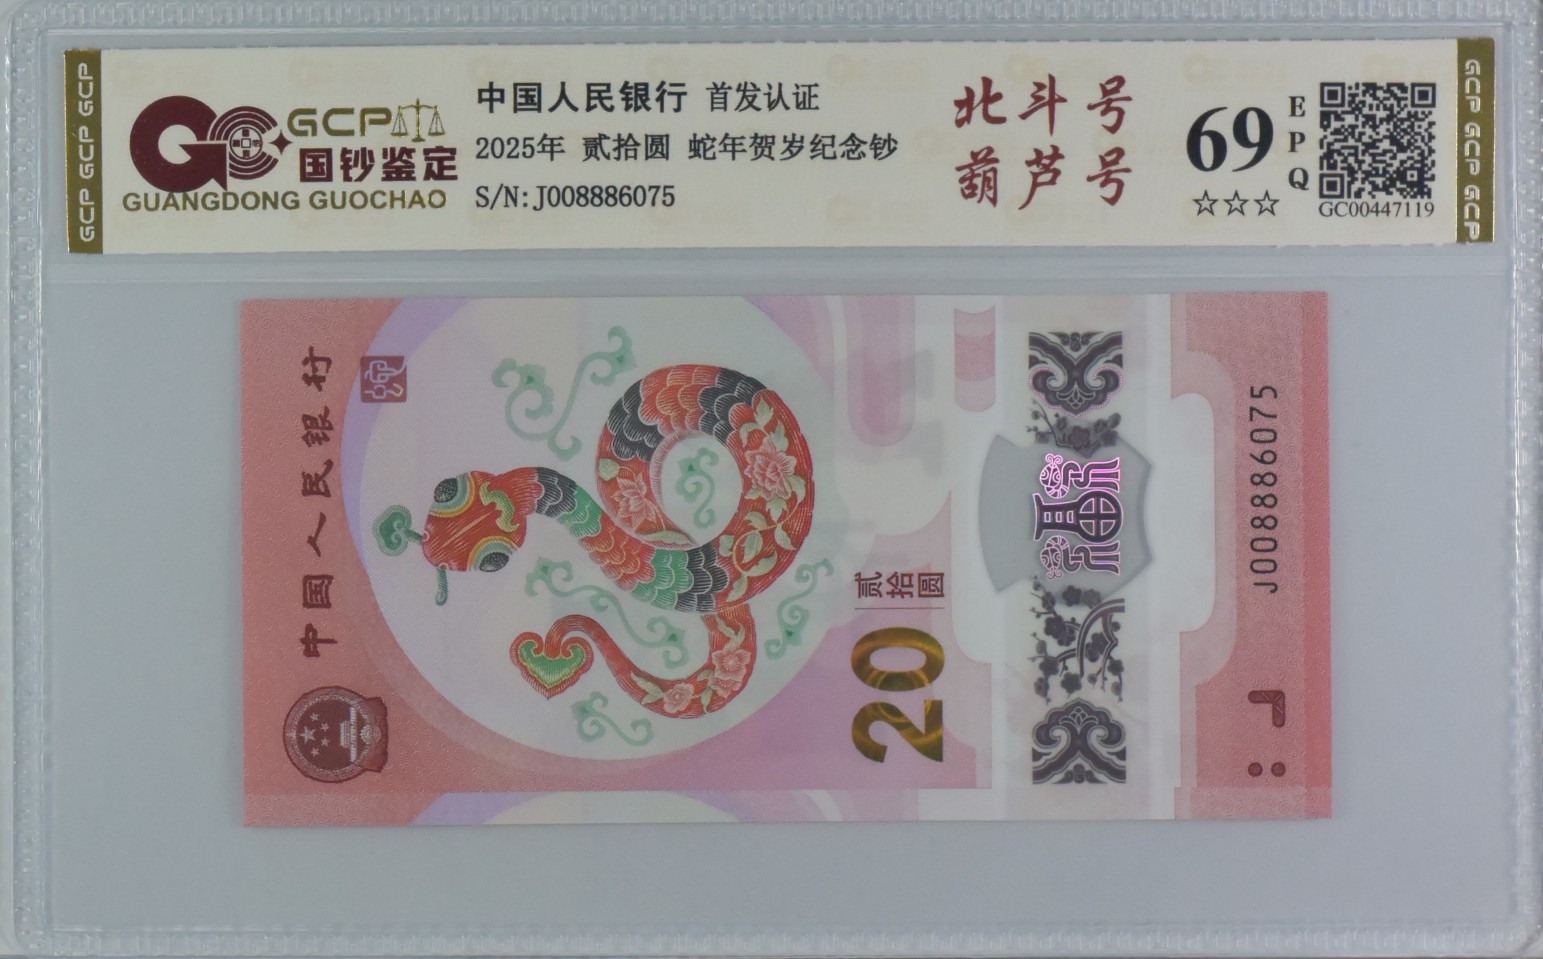 GCP GCP GCP
GCP
国钞鉴定
GUANGDONG GUOCHAO
中国人民银行 首发认证
2025年 贰拾圆 蛇年贺岁纪念钞
S/N:J008886075
北斗号
葫芦号
69
EPQ
☆☆☆
GC00447119
GCP GCP GCP
中国人民银行
贰拾圆
20
福
J008886075